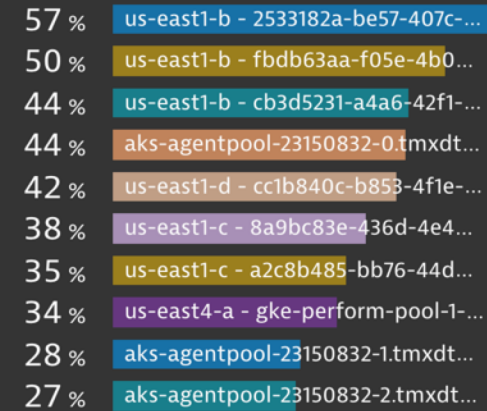 57 % us-east1-b - 2533182a-be57-407c-...
50 % us-east1-b - fbdb63aa-f05e-4b0...
44 % us-east1-b - cb3d5231-a4a6-42f1-...
44 % aks-agentpool-23150832-0.tmxdt...
42 % us-east1-d - cc1b840c-b853-4f1e-...
38 % us-east1-c - 8a9bc83e-436d-4e4...
35 % us-east1-c - a2c8b485-bb76-44d...
34 % us-east4-a - gke-perform-pool-1-...
28 % aks-agentpool-23150832-1.tmxdt...
27 % aks-agentpool-23150832-2.tmxdt...